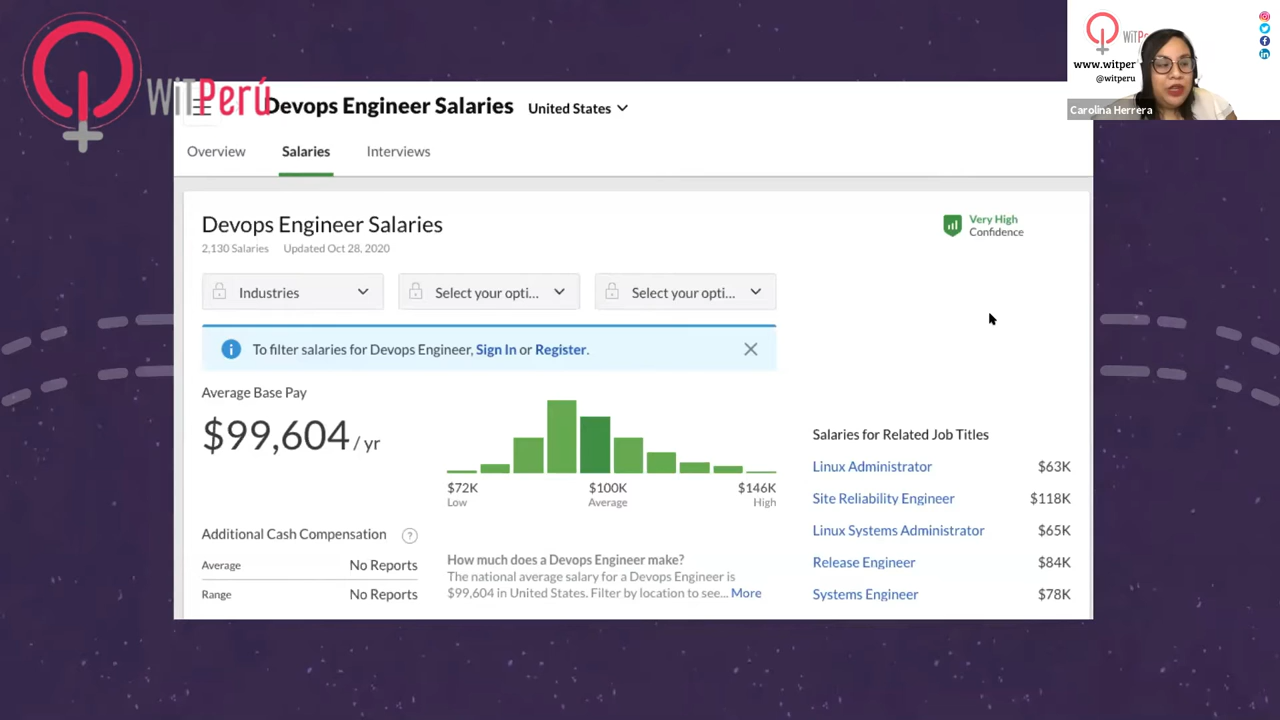 WiTPerú
Devops Engineer Salaries United States
Overview Salaries Interviews
Devops Engineer Salaries
2,130 Salaries Updated Oct 28, 2020
Very High
Confidence
Industries Select your opti... Select your opti...
To filter salaries for Devops Engineer, Sign In or Register.
Average Base Pay
$99,604 / yr
$72K $100K $146K
Low Average High
Additional Cash Compensation ?
Average No Reports
Range No Reports
How much does a Devops Engineer make?
The national average salary for a Devops Engineer is
$99,604 in United States. Filter by location to see... More
Salaries for Related Job Titles
Linux Administrator $63K
Site Reliability Engineer $118K
Linux Systems Administrator $65K
Release Engineer $84K
Systems Engineer $78K
WiTPe
www.witper
@witperu
Carolina Herrera